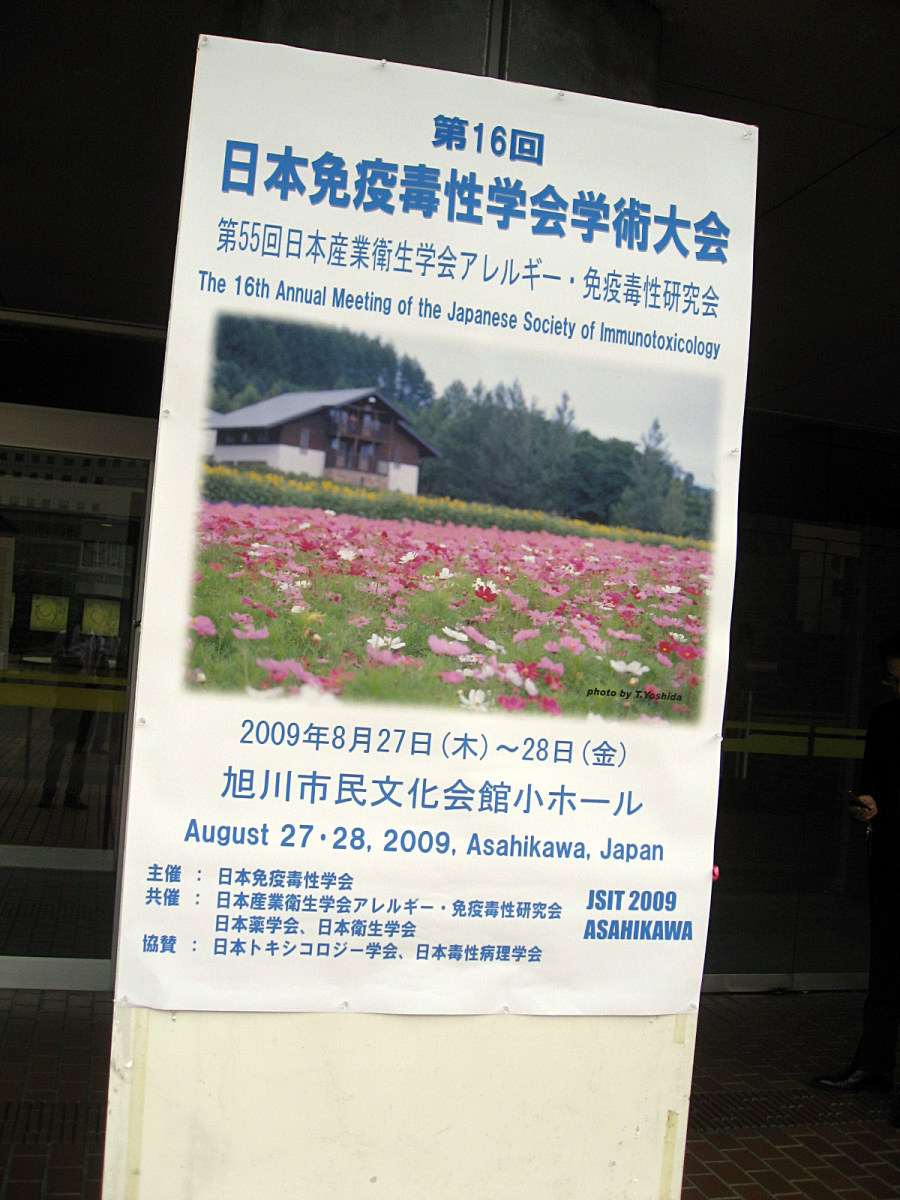 第16回
日本免疫毒性学会学術大会
第55回日本産業衛生学会アレルギー・免疫毒性研究会
The 16th Annual Meeting of the Japanese Society of Immunotoxicology
photo by T.Yoshida
2009年8月27日(木)～28日(金)
旭川市民文化会館小ホール
August 27・28, 2009, Asahikawa, Japan
主催 : 日本免疫毒性学会
共催 : 日本産業衛生学会アレルギー・免疫毒性研究会
日本薬学会、日本衛生学会
協賛 : 日本トキシコロジー学会、日本毒性病理学会
JSIT 2009
ASAHIKAWA